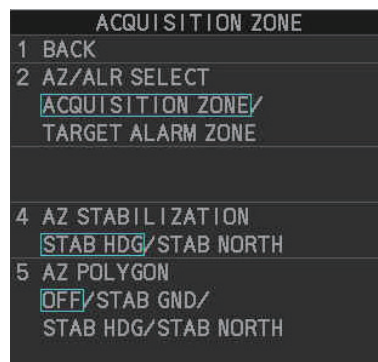 ACQUISITION ZONE
1 BACK
2 AZ/ALR SELECT
ACQUISITION ZONE/
TARGET ALARM ZONE
4 AZ STABILIZATION
STAB HDG/STAB NORTH
5 AZ POLYGON
OFF/STAB GND/
STAB HDG/STAB NORTH